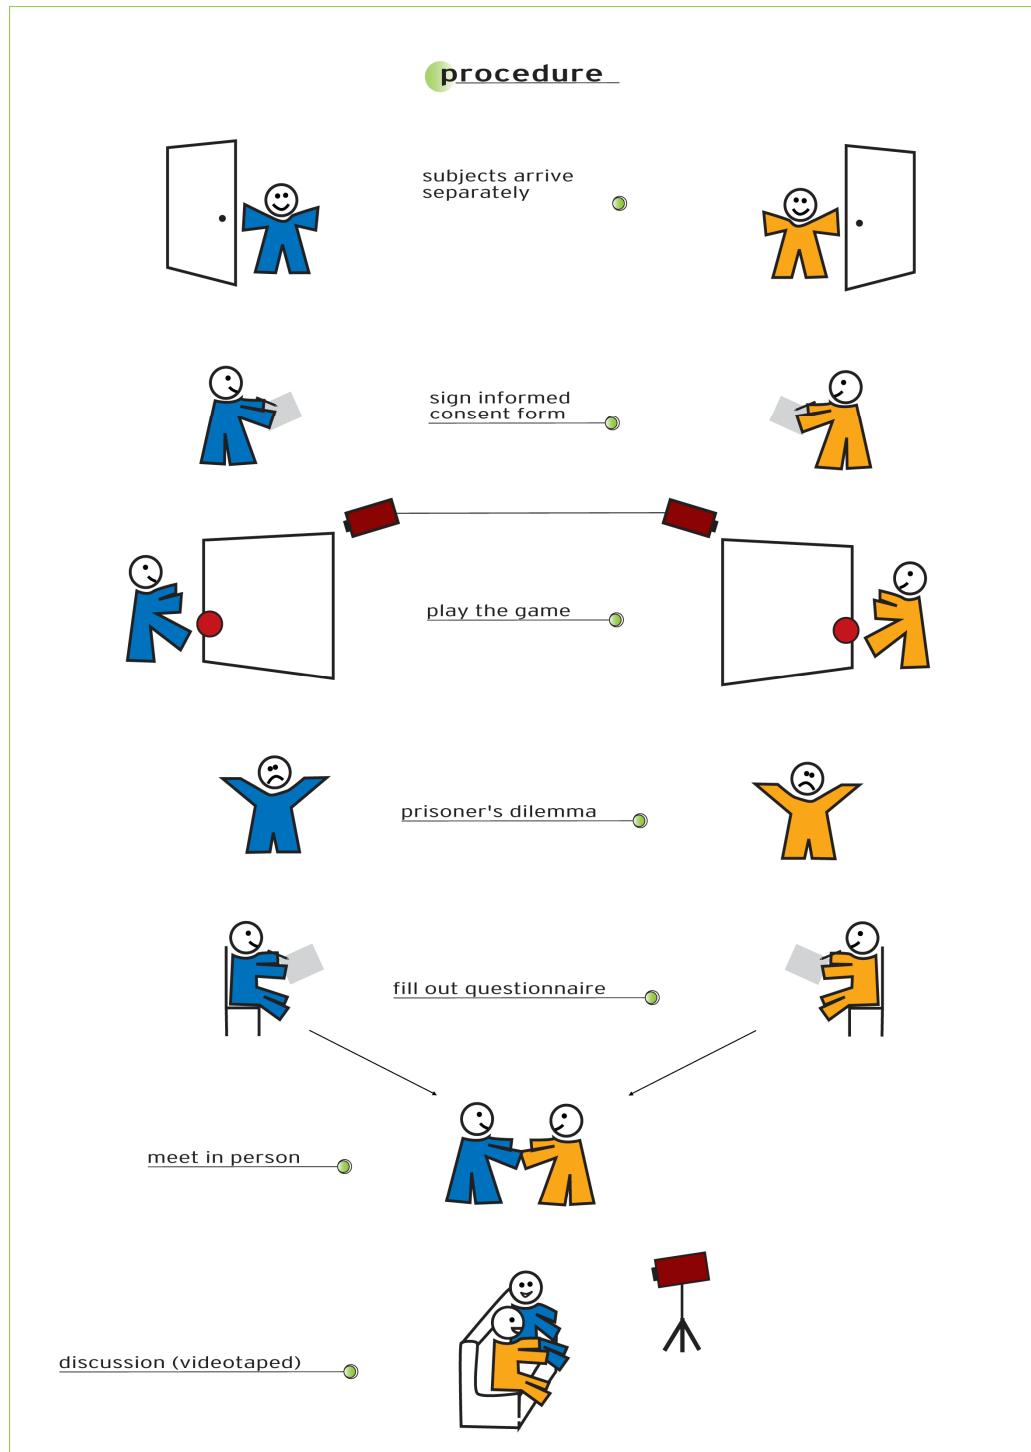 procedure
subjects arrive
separately
sign informed
consent form
play the game
prisoner's dilemma
fill out questionnaire
meet in person
discussion (videotaped)